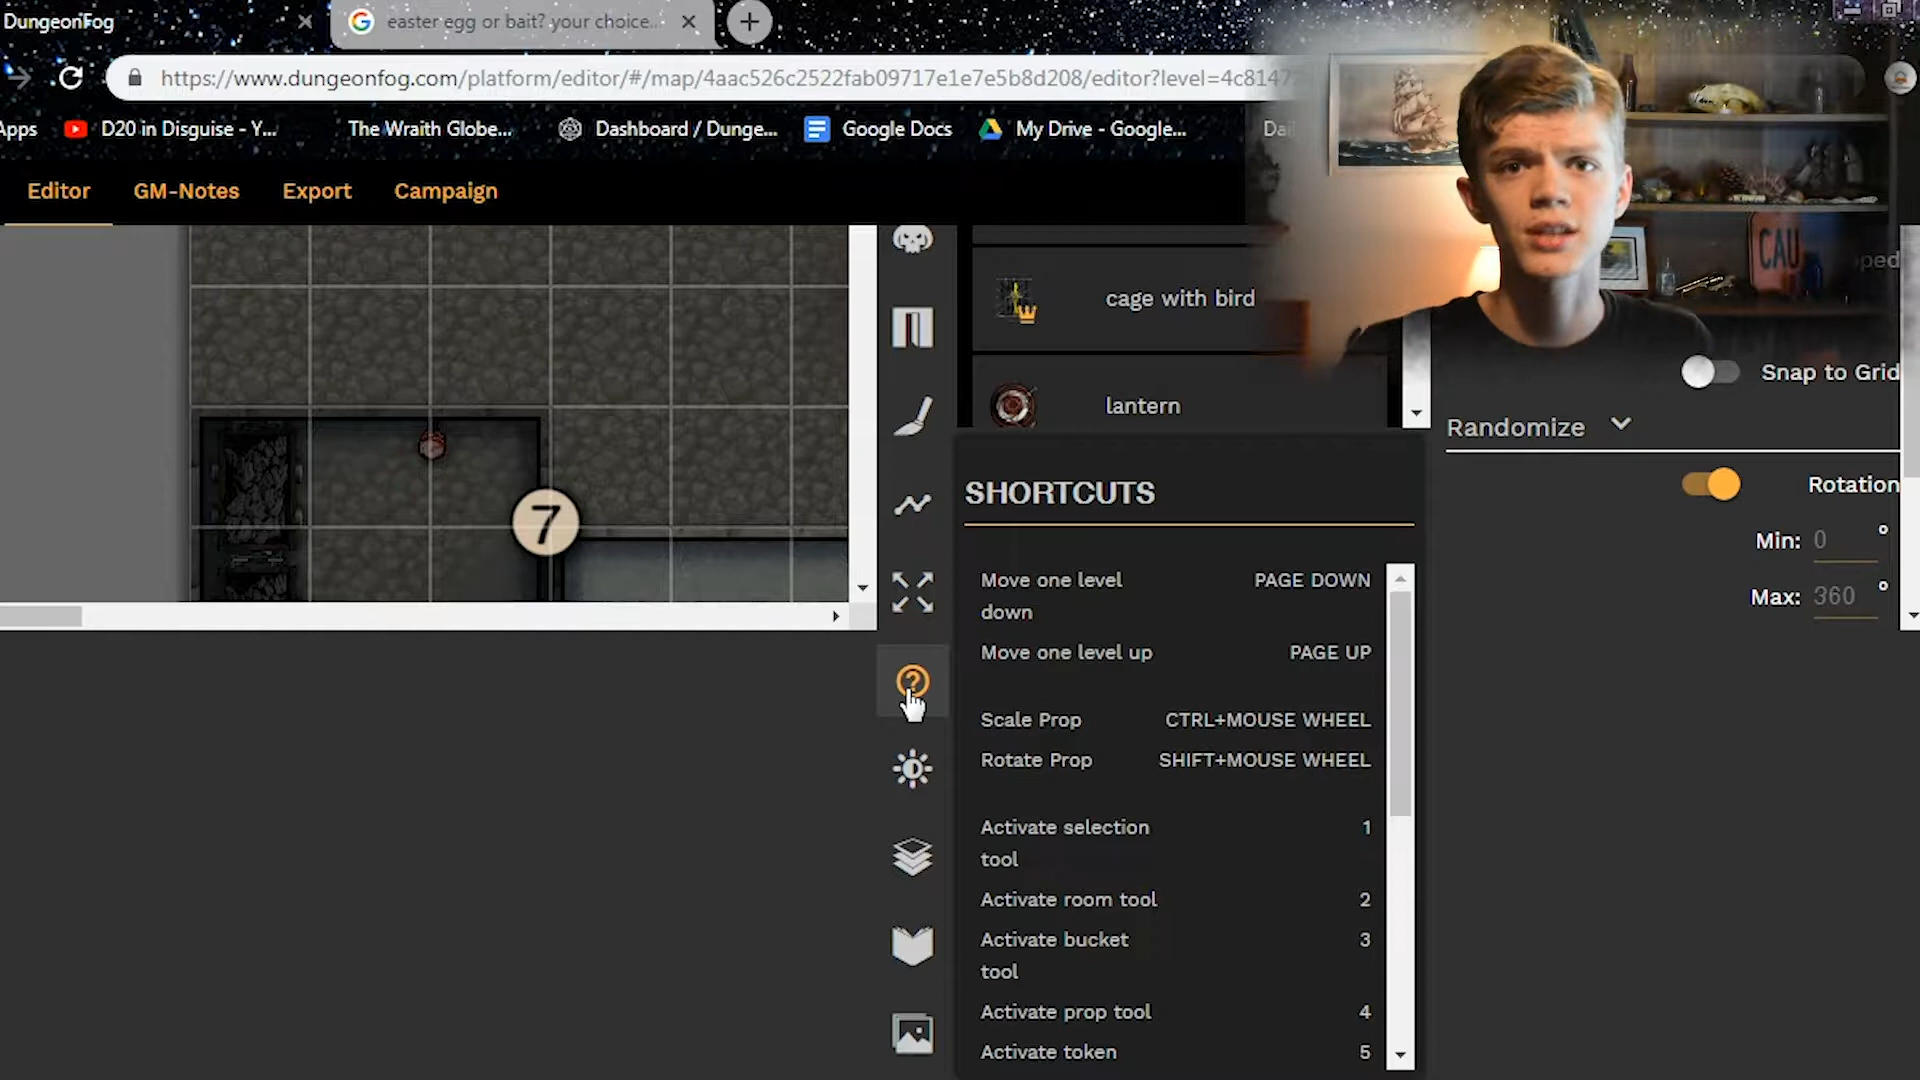 DungeonFog
easter egg or bait? your choice..
https://www.dungeonfog.com/platform/editor/#/map/4aac526c2522fab09717e1e7e5b8d208/editor?level=4c8147
Apps
D20 in Disguise - Y...
The Wraith Globe...
Dashboard / Dunge...
Google Docs
My Drive - Google...
Dai
Editor
GM-Notes
Export
Campaign
CAU
cage with bird
lantern
Snap to Grid
Randomize
Rotation
Min: 0 °
Max: 360 °
7
SHORTCUTS
Move one level down
PAGE DOWN
Move one level up
PAGE UP
Scale Prop
CTRL+MOUSE WHEEL
Rotate Prop
SHIFT+MOUSE WHEEL
Activate selection tool
1
Activate room tool
2
Activate bucket tool
3
Activate prop tool
4
Activate token
5